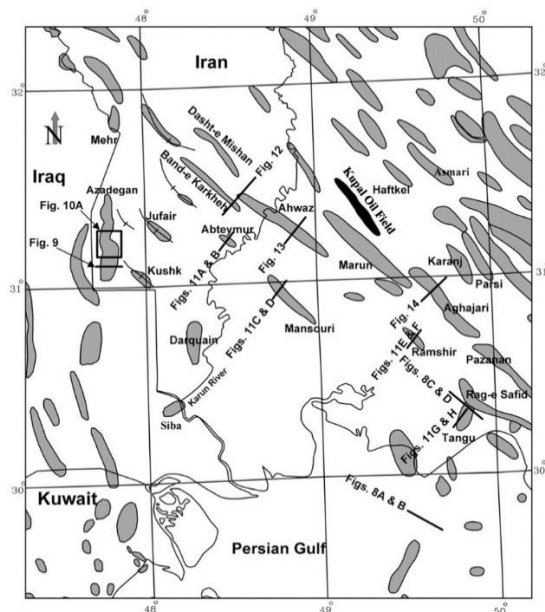 48°
49°
50°
Iran
32°
32°
N
Mehr
Dasht-e Mishan
Band-e Karkheh
Fig. 12
Kupal Oil Field
Asmari
Haftkel
Iraq
Azadegan
Fig. 10A
Jufair
Ahwaz
Abteymur
Fig. 13
Fig. 9
Kushk
Figs. 11A & B
Marun
Karanj
Parsi
31°
31°
Figs. 11C & D
Mansouri
Fig. 14
Aghajari
Darquain
Figs. 11E & F
Ramshir
Pazanan
Karun River
Figs. 8C & D
Rag-e Safid
Siba
Figs. 11G & H
Tangu
30°
30°
Kuwait
Figs. 8A & B
Persian Gulf
48°
49°
50°